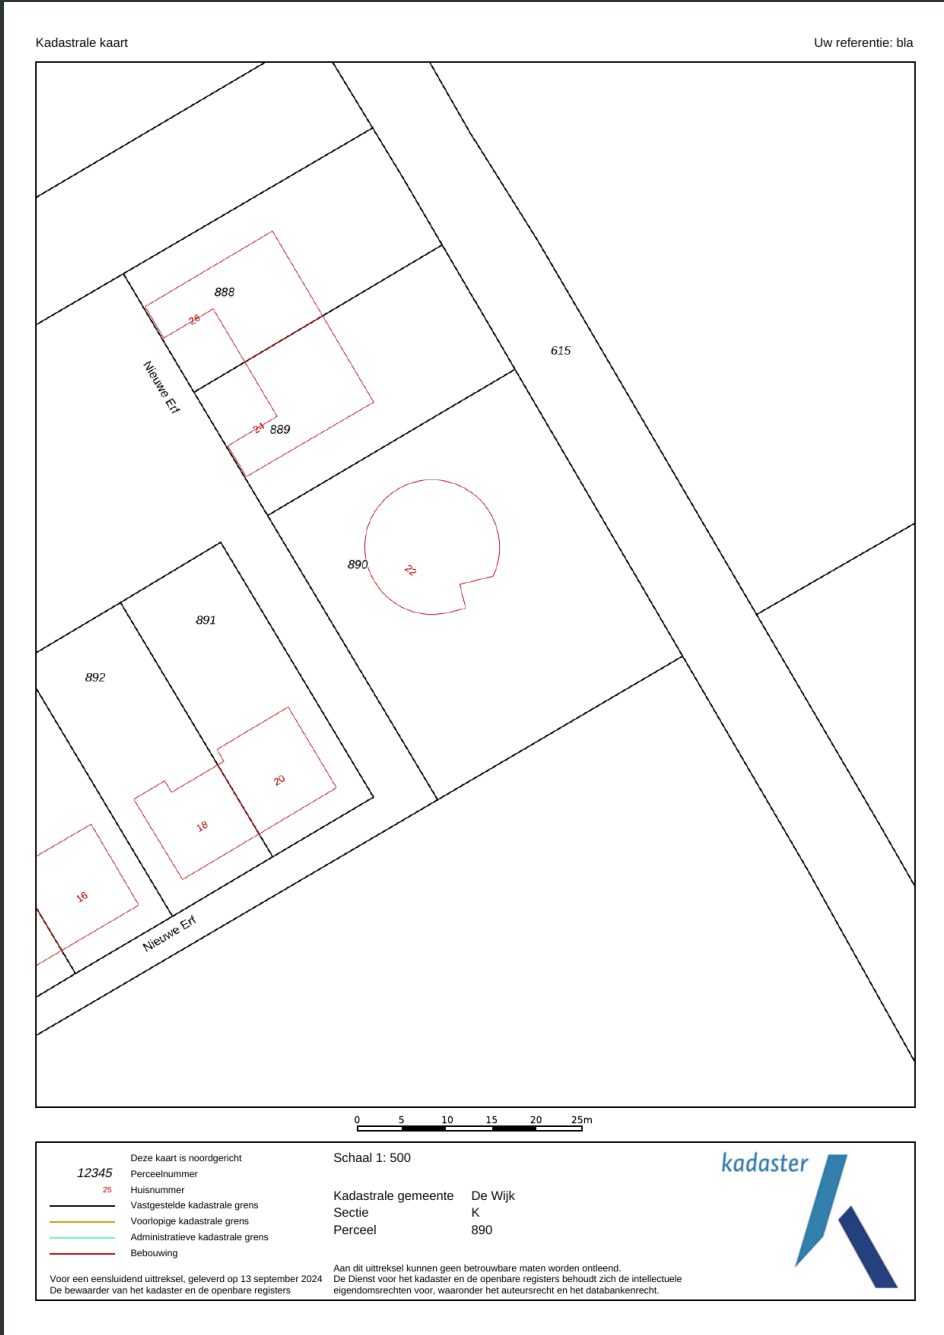 Kadastrale kaart
Uw referentie: bla
888
26
Nieuwe Erf
615
24
889
890
22
891
892
20
18
16
Nieuwe Erf
0 5 10 15 20 25m
Deze kaart is noordgericht
12345 Perceelnummer
25 Huisnummer
Vastgestelde kadastrale grens
Voorlopige kadastrale grens
Administratieve kadastrale grens
Bebouwing
Voor een eensluidend uittreksel, geleverd op 13 september 2024
De bewaarder van het kadaster en de openbare registers
Schaal 1: 500
Kadastrale gemeente De Wijk
Sectie K
Perceel 890
Aan dit uittreksel kunnen geen betrouwbare maten worden ontleend.
De Dienst voor het kadaster en de openbare registers behoudt zich de intellectuele
eigendomsrechten voor, waaronder het auteursrecht en het databankenrecht.
kadaster